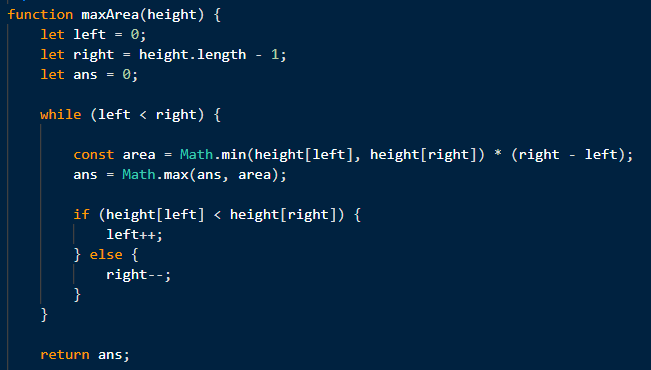 function maxArea(height) {
    let left = 0;
    let right = height.length - 1;
    let ans = 0;

    while (left < right) {

        const area = Math.min(height[left], height[right]) * (right - left);
        ans = Math.max(ans, area);

        if (height[left] < height[right]) {
            left++;
        } else {
            right--;
        }
    }

    return ans;